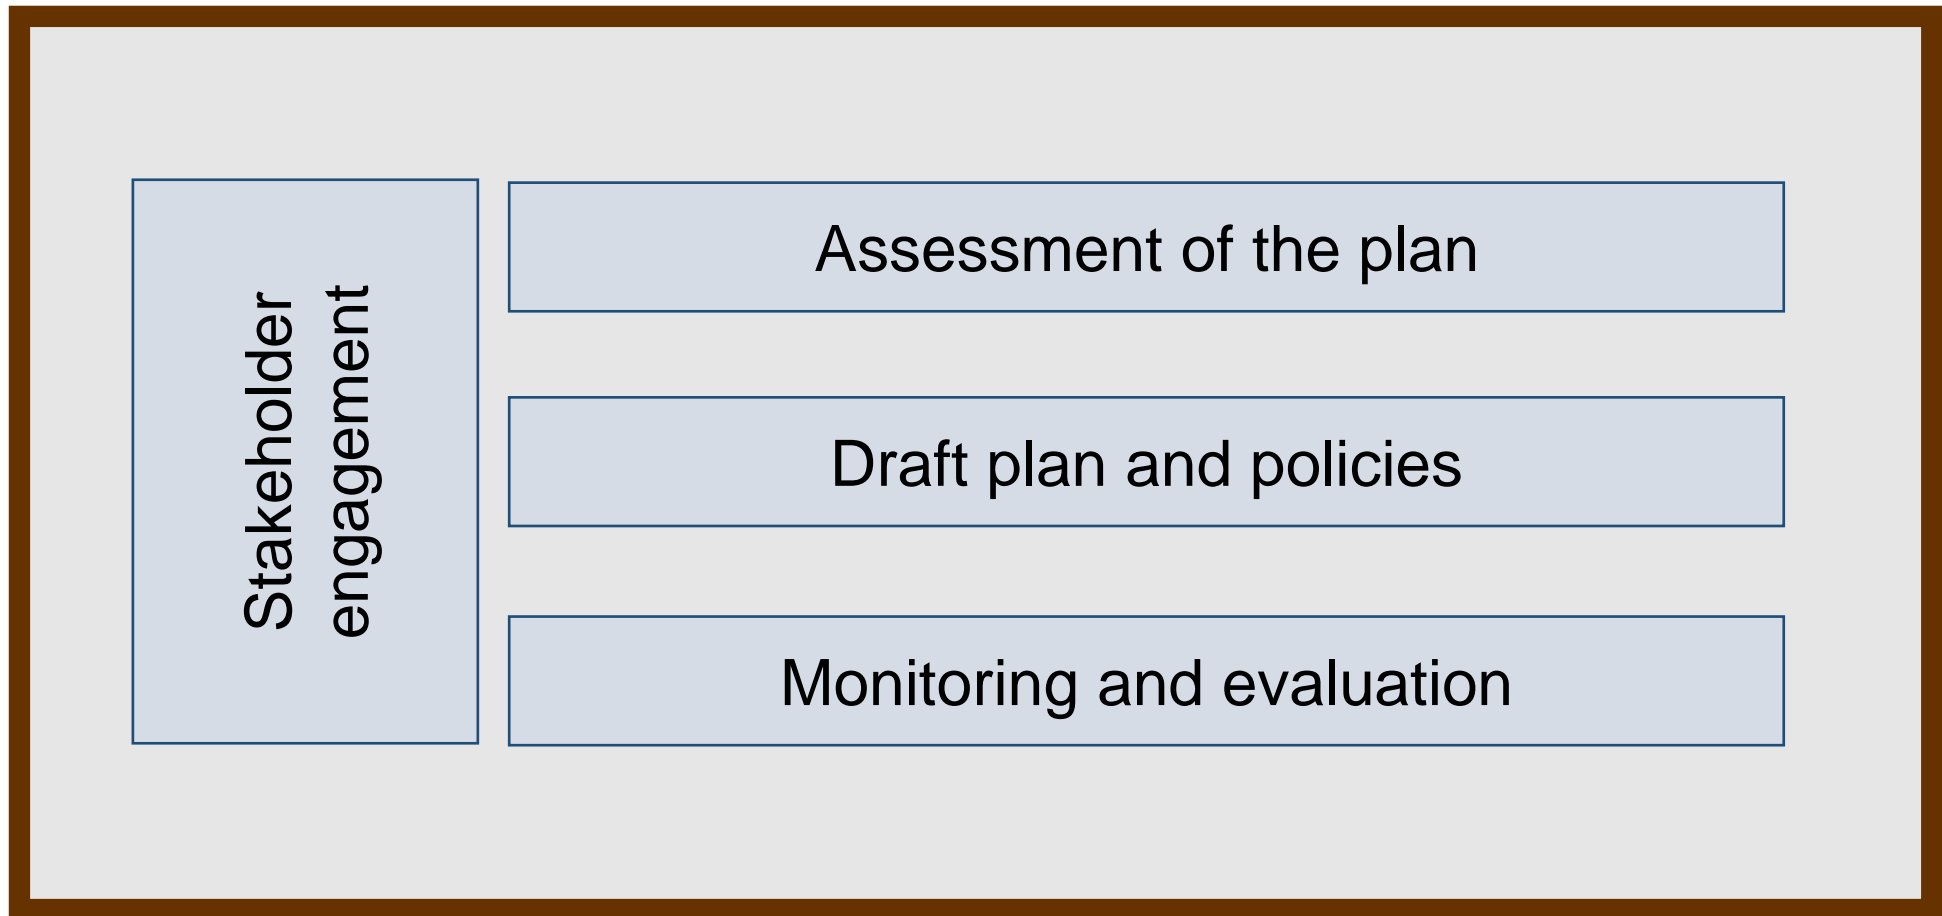 Stakeholder
engagement
Assessment of the plan
Draft plan and policies
Monitoring and evaluation